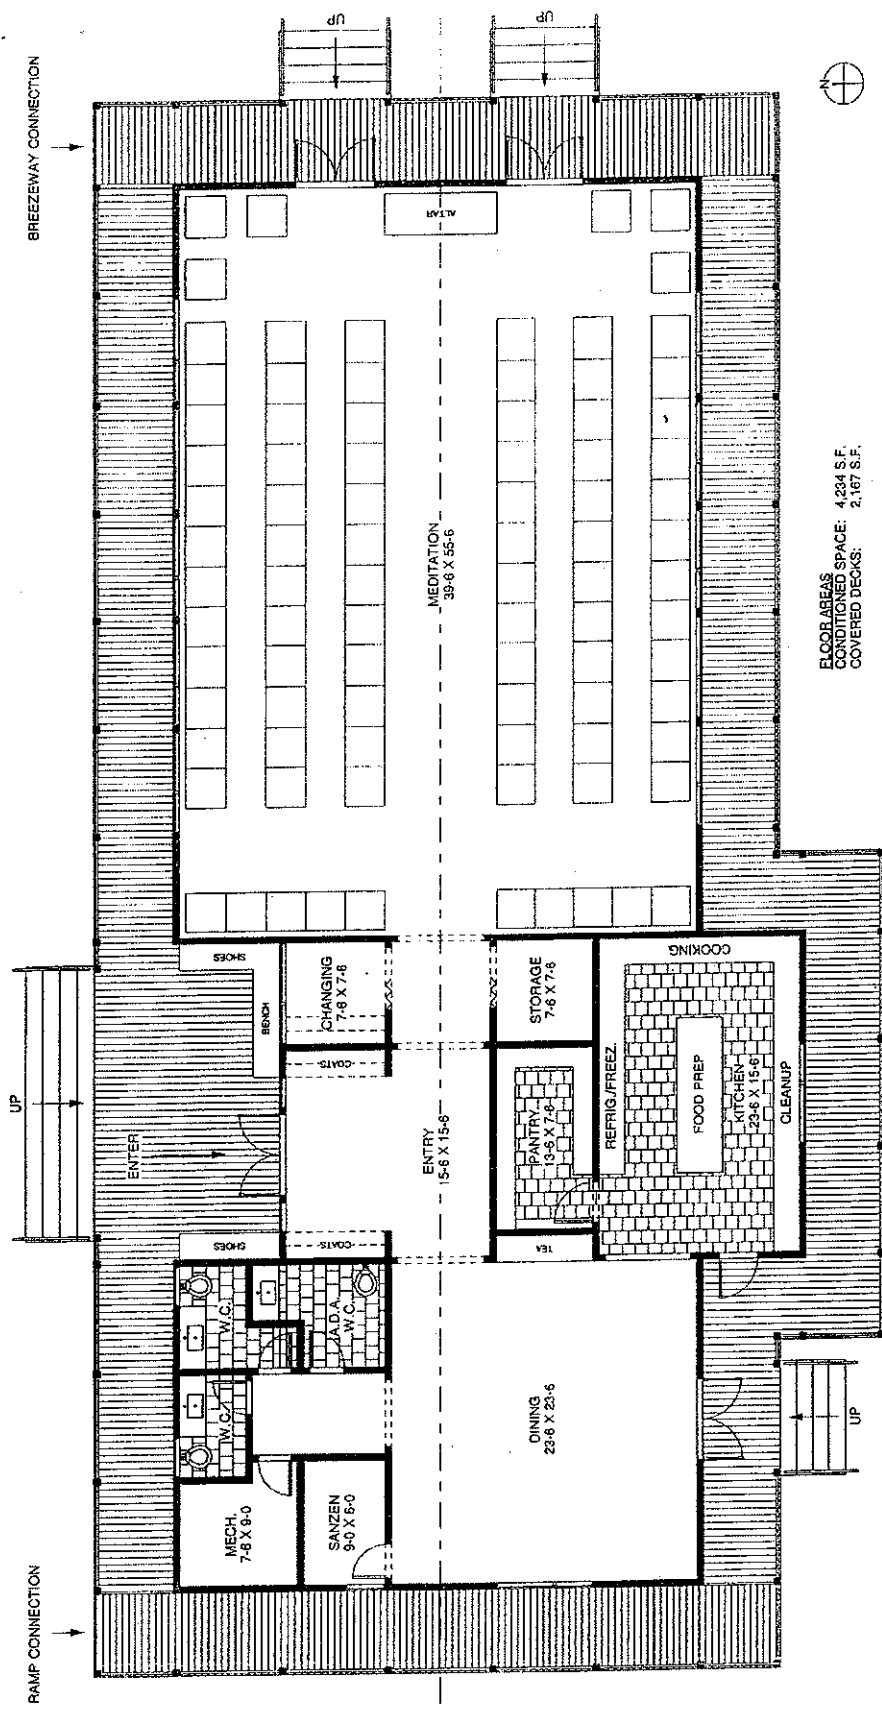 BREEZEWAY CONNECTION
UP
UP
N
ALTAR
MEDITATION
39-6 X 55-6
FLOOR AREAS
CONDITIONED SPACE: 4,234 S.F.
COVERED DECKS: 2,167 S.F.
UP
ENTER
SHOES
BENCH
CHANGING
7-6 X 7-6
STORAGE
7-6 X 7-6
COOKING
COATS
ENTRY
15-6 X 15-6
PANTRY
13-6 X 7-6
REFRIG./FREEZ.
FOOD PREP
KITCHEN
23-6 X 15-6
CLEANUP
SHOES
COATS
TEA
W.C.
A.D.A.
W.C.
W.C.
DINING
23-6 X 23-6
UP
MECH.
7-6 X 9-0
SANZEN
9-0 X 6-0
RAMP CONNECTION